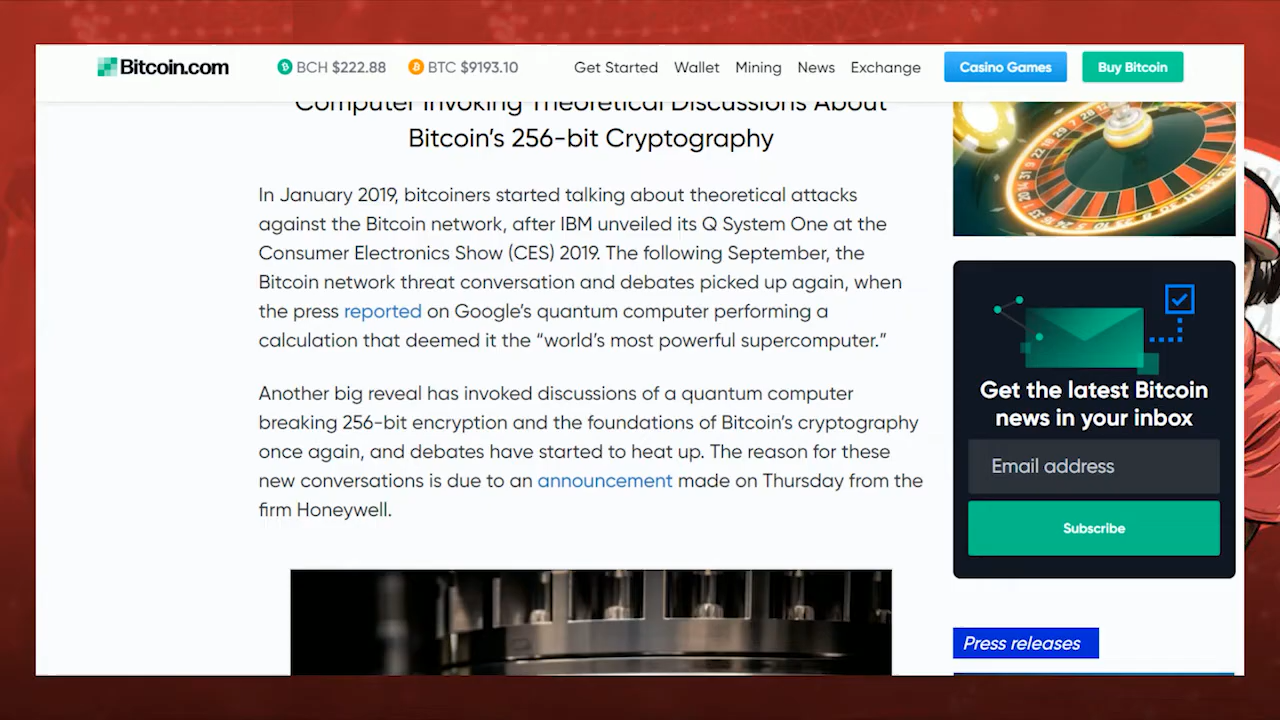 Bitcoin.com
BCH $222.88
BTC $9193.10
Get Started
Wallet
Mining
News
Exchange
Casino Games
Buy Bitcoin
Computer Invoking Theoretical Discussions About
Bitcoin's 256-bit Cryptography
In January 2019, bitcoiners started talking about theoretical attacks
against the Bitcoin network, after IBM unveiled its Q System One at the
Consumer Electronics Show (CES) 2019. The following September, the
Bitcoin network threat conversation and debates picked up again, when
the press reported on Google's quantum computer performing a
calculation that deemed it the “world's most powerful supercomputer.”
Another big reveal has invoked discussions of a quantum computer
breaking 256-bit encryption and the foundations of Bitcoin's cryptography
once again, and debates have started to heat up. The reason for these
new conversations is due to an announcement made on Thursday from the
firm Honeywell.
Get the latest Bitcoin
news in your inbox
Email address
Subscribe
Press releases